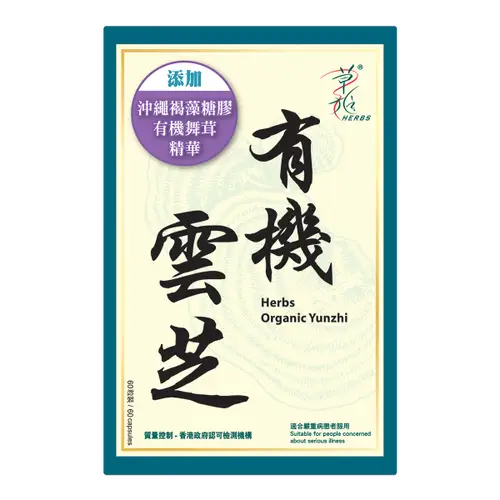 添加
沖繩褐藻糖膠
有機舞茸
精華
草姬®
HERBS
有機
雲芝
Herbs
Organic Yunzhi
60粒裝 / 60 capsules
質量控制 - 香港政府認可檢測機構
適合嚴重病患者服用
Suitable for people concerned
about serious illness